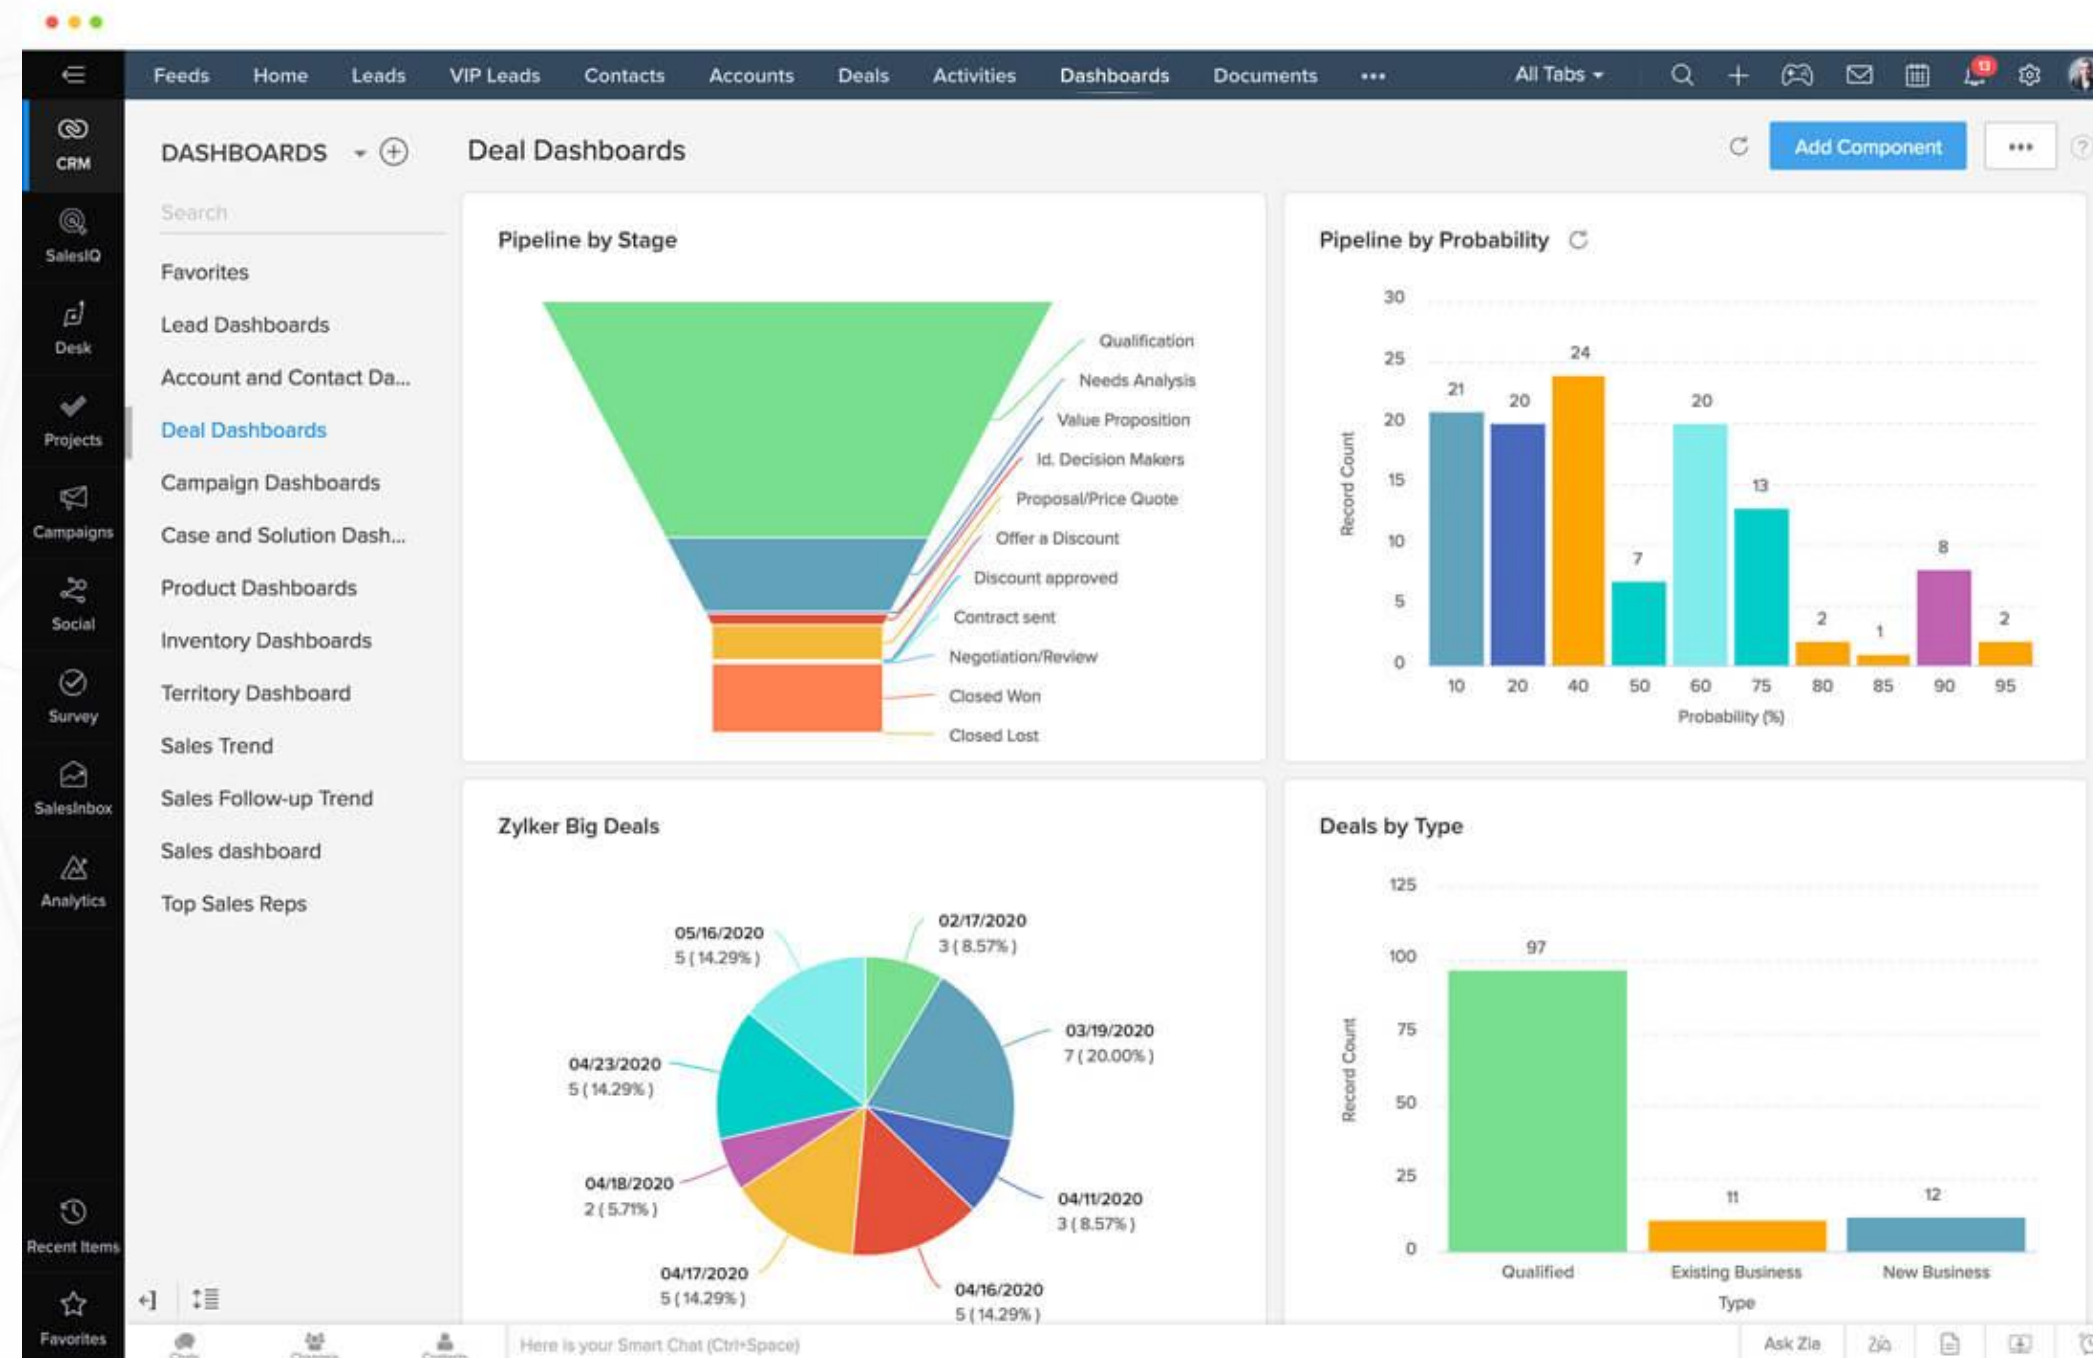 Feeds Home Leads VIP Leads Contacts Accounts Deals Activities Dashboards Documents ••• All Tabs 13
CRM
SalesIQ
Desk
Projects
Campaigns
Social
Survey
SalesInbox
Analytics
Recent Items
Favorites
DASHBOARDS
Search
Favorites
Lead Dashboards
Account and Contact Da...
Deal Dashboards
Campaign Dashboards
Case and Solution Dash...
Product Dashboards
Inventory Dashboards
Territory Dashboard
Sales Trend
Sales Follow-up Trend
Sales dashboard
Top Sales Reps
Deal Dashboards
Add Component ••• ?
Pipeline by Stage
Qualification
Needs Analysis
Value Proposition
Id. Decision Makers
Proposal/Price Quote
Offer a Discount
Discount approved
Contract sent
Negotiation/Review
Closed Won
Closed Lost
Pipeline by Probability
Record Count
30
25
20
15
10
5
0
21 20 24 7 20 13 2 1 8 2
10 20 40 50 60 75 80 85 90 95
Probability (%)
Zylker Big Deals
02/17/2020
3 ( 8.57% )
03/19/2020
7 ( 20.00% )
04/11/2020
3 ( 8.57% )
04/16/2020
5 ( 14.29% )
04/17/2020
5 ( 14.29% )
04/18/2020
2 ( 5.71% )
04/23/2020
5 ( 14.29% )
05/16/2020
5 ( 14.29% )
Deals by Type
Record Count
125
100
75
50
25
0
97 11 12
Qualified Existing Business New Business
Type
Here is your Smart Chat (Ctrl+Space)
Ask Zia